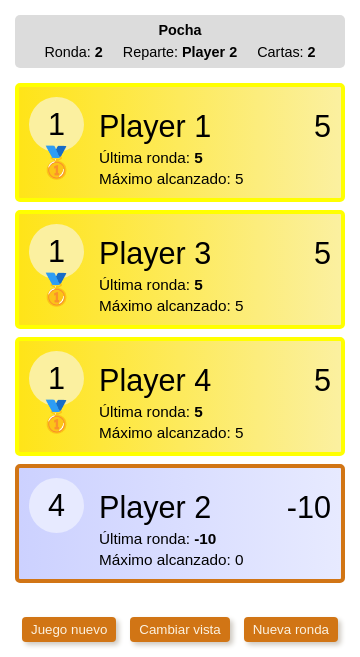 Pocha
Ronda: 2 Reparte: Player 2 Cartas: 2
1 Player 1 5
Última ronda: 5
Máximo alcanzado: 5
1 Player 3 5
Última ronda: 5
Máximo alcanzado: 5
1 Player 4 5
Última ronda: 5
Máximo alcanzado: 5
4 Player 2 -10
Última ronda: -10
Máximo alcanzado: 0
Juego nuevo Cambiar vista Nueva ronda